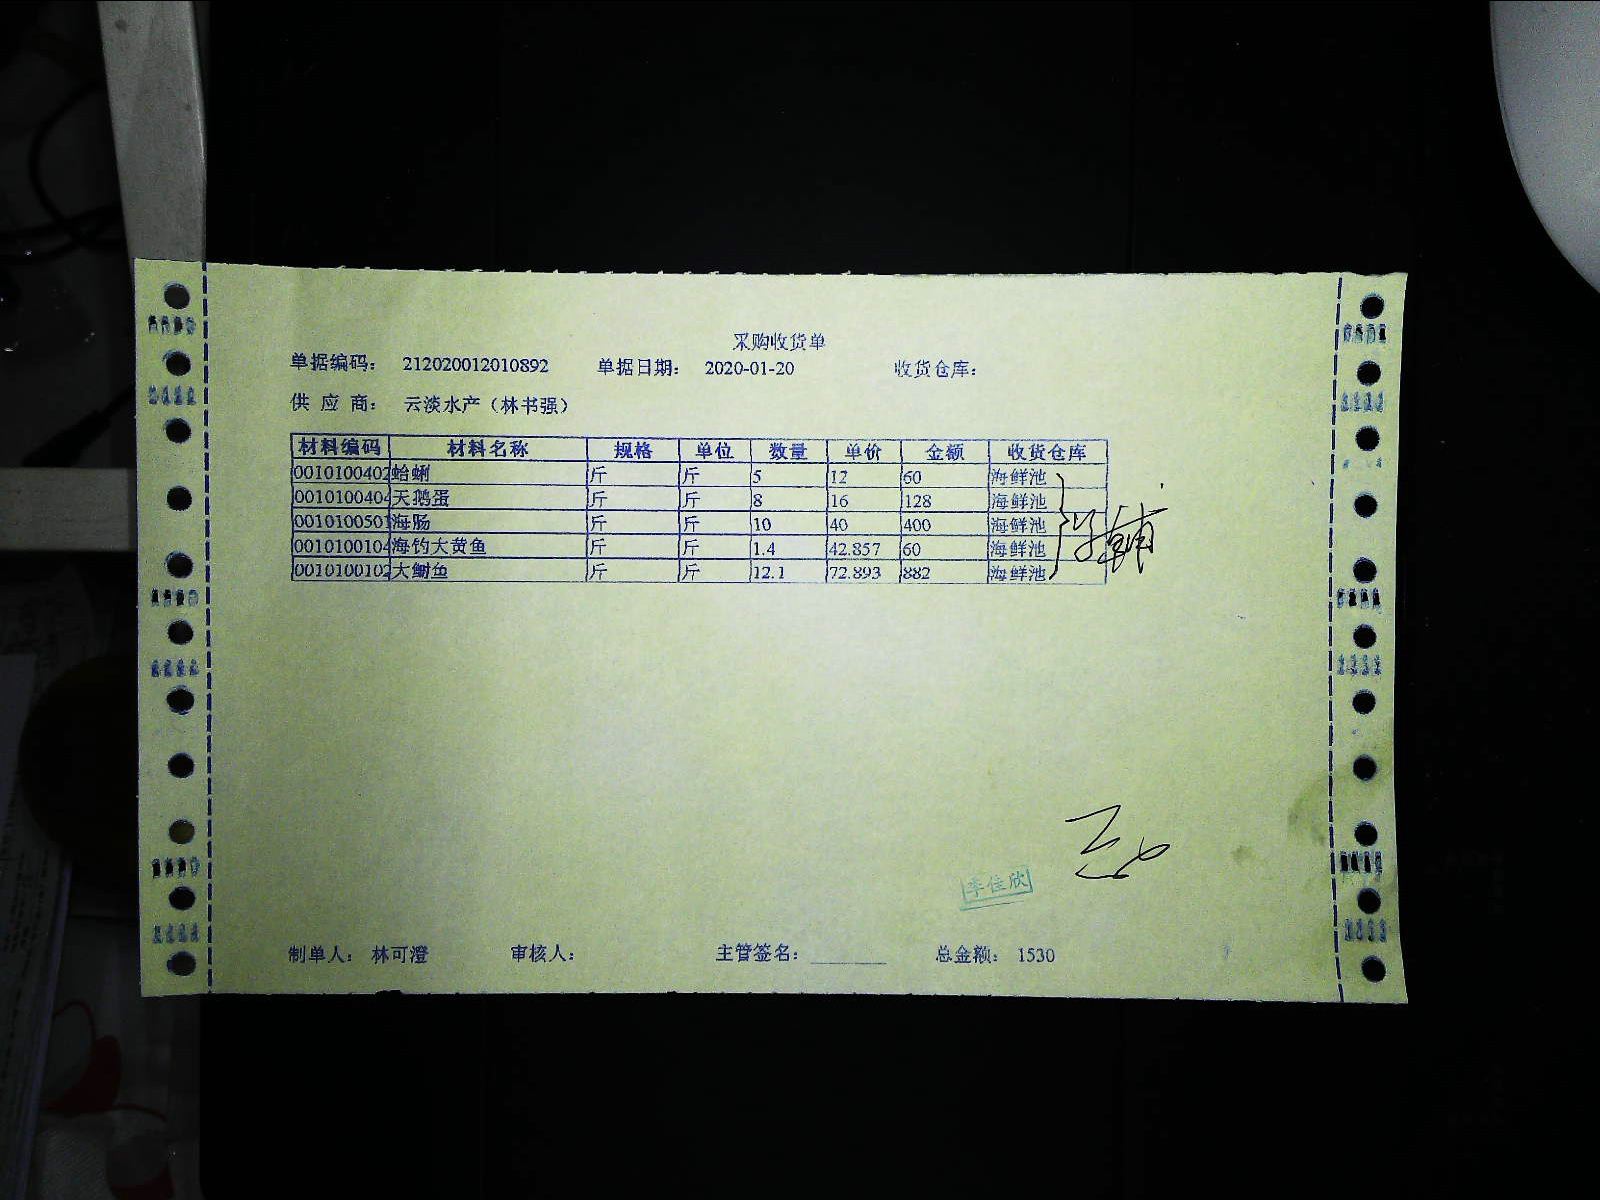 采购收货单
单据编码： 212020012010892 单据日期： 2020-01-20 收货仓库：
供 应 商： 云淡水产（林书强）
材料编码 材料名称 规格 单位 数量 单价 金额 收货仓库
0010100402 蛤蜊 斤 斤 5 12 60 海鲜池
0010100404 天鹅蛋 斤 斤 8 16 128 海鲜池
0010100501 海肠 斤 斤 10 40 400 海鲜池
0010100104 海钓大黄鱼 斤 斤 1.4 42.857 60 海鲜池
0010100102 大鲫鱼 斤 斤 12.1 72.893 882 海鲜池
李佳欣
制单人： 林可澄 审核人： 主管签名： 总金额： 1530